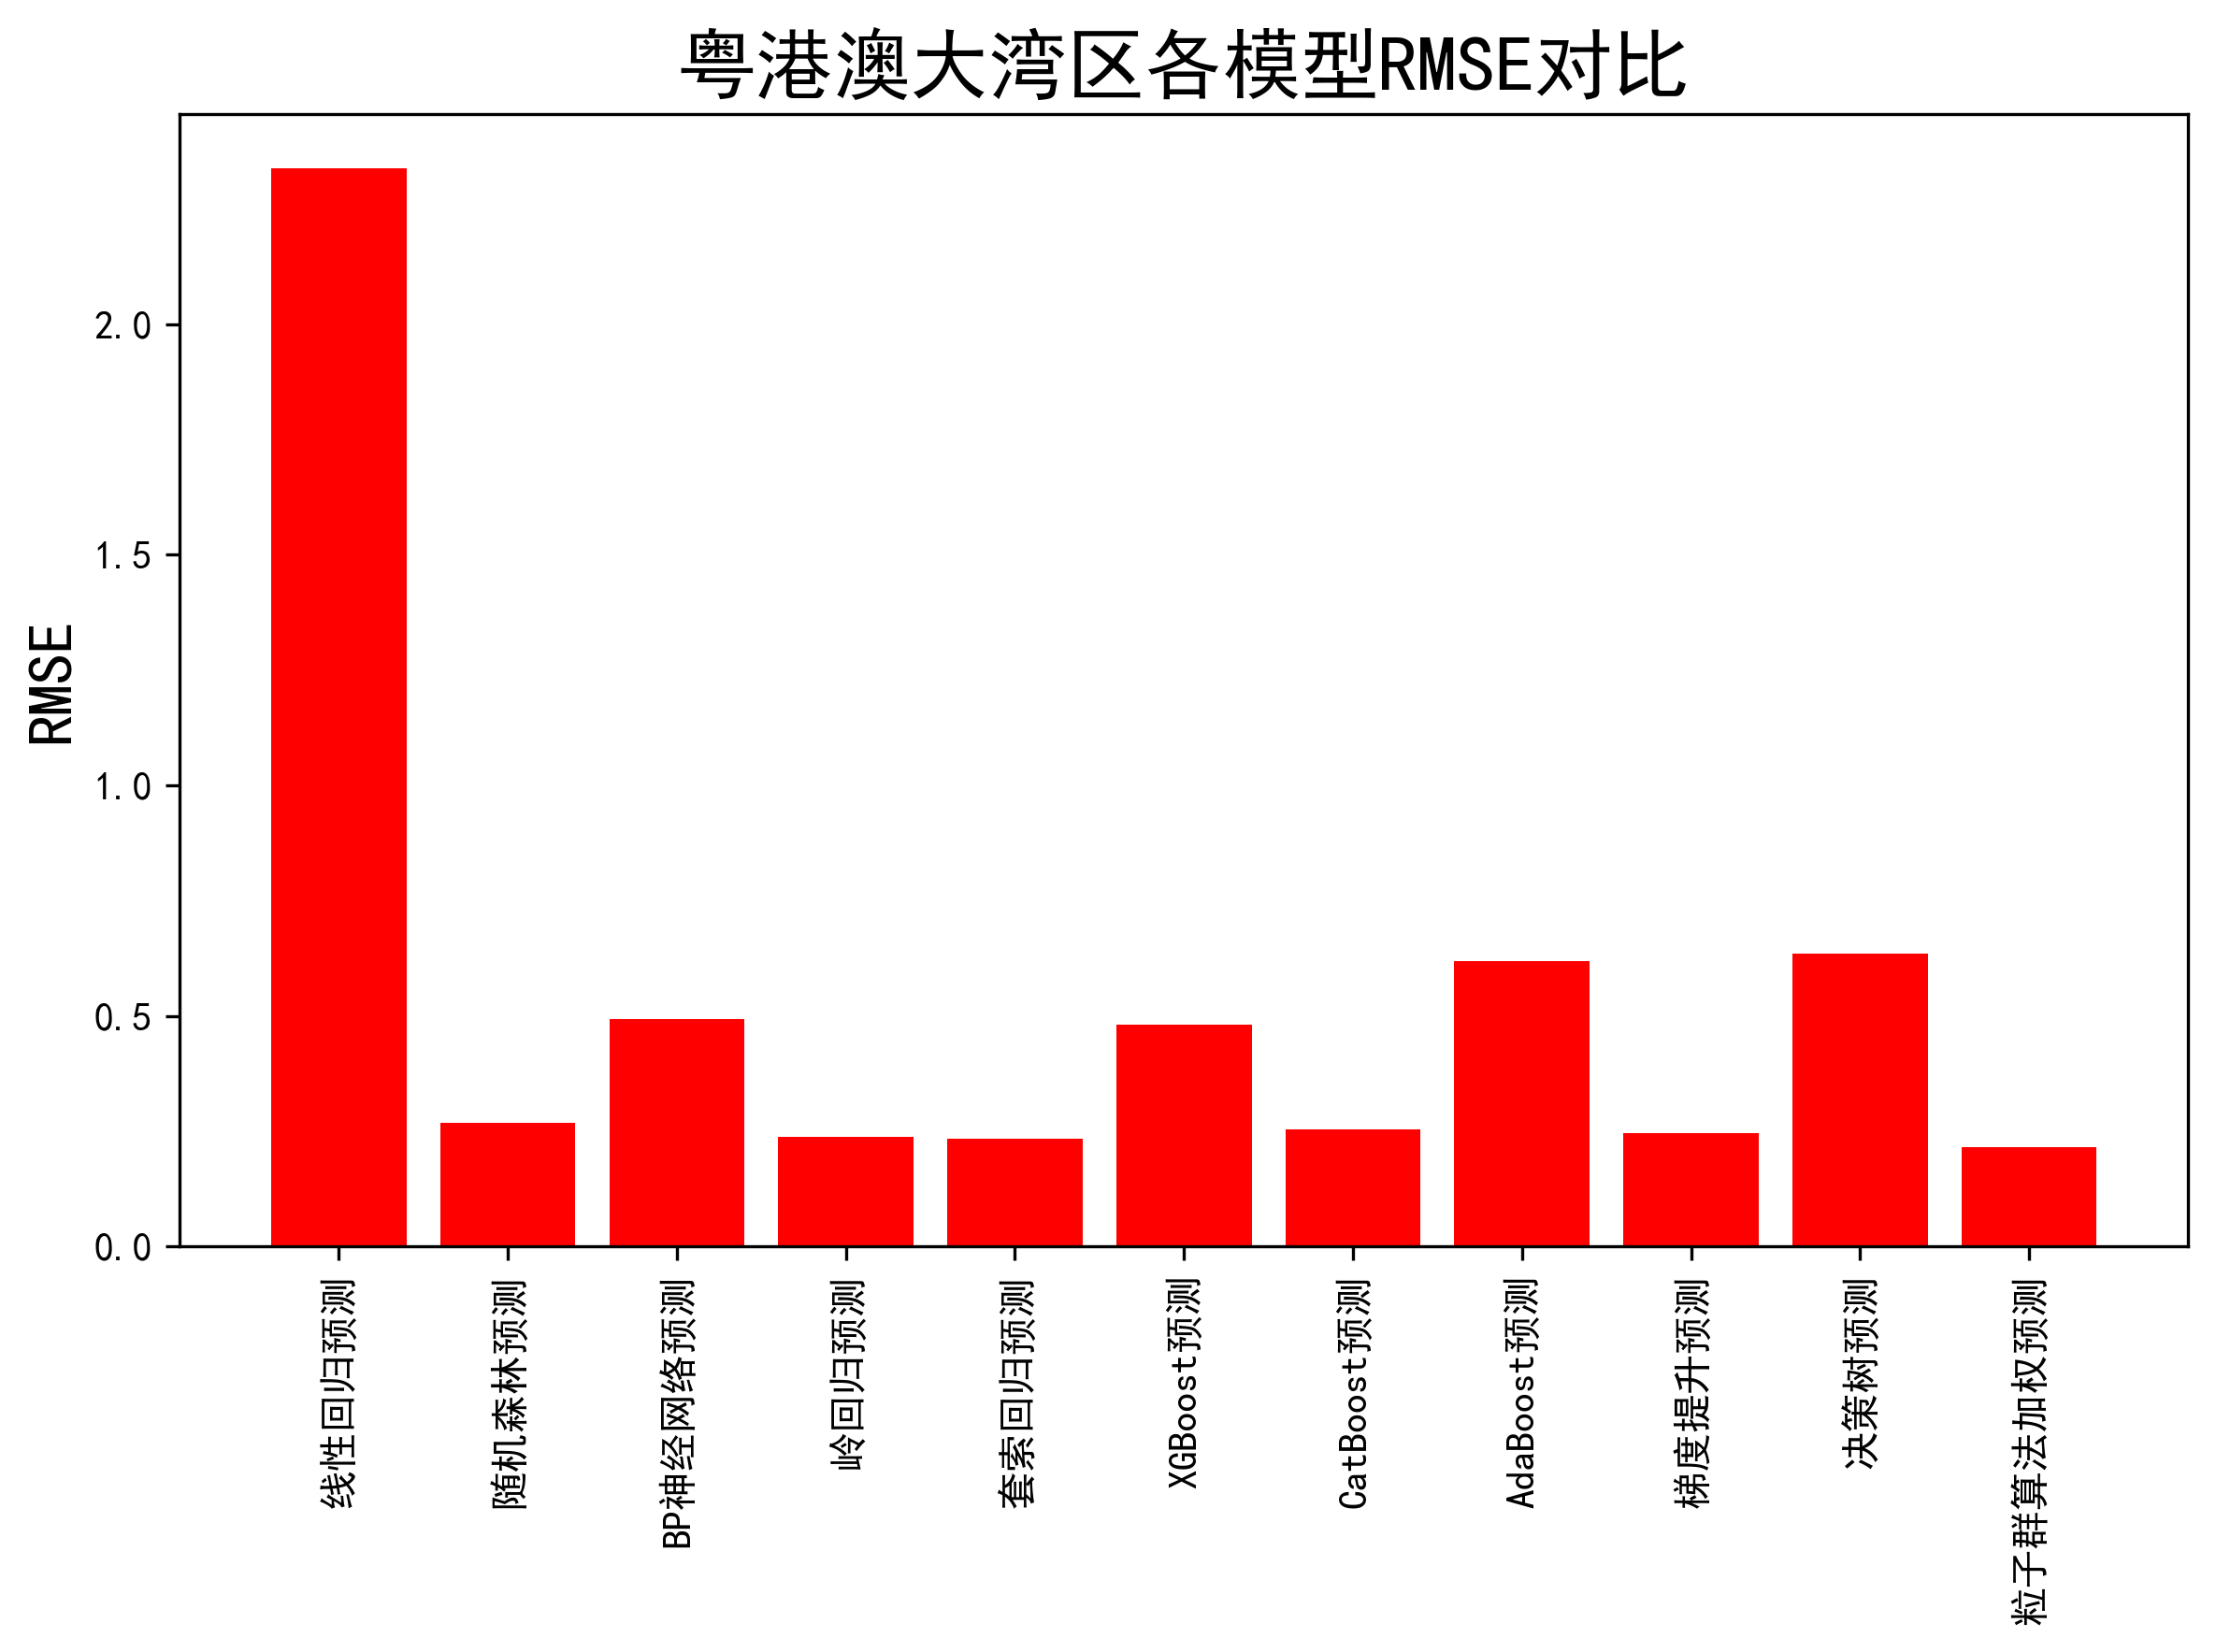 粤港澳大湾区各模型RMSE对比
RMSE
2.0
1.5
1.0
0.5
0.0
线性回归预测
随机森林预测
BP神经网络预测
岭回归预测
套索回归预测
XGBoost预测
CatBoost预测
AdaBoost预测
梯度提升预测
决策树预测
粒子群算法加权预测